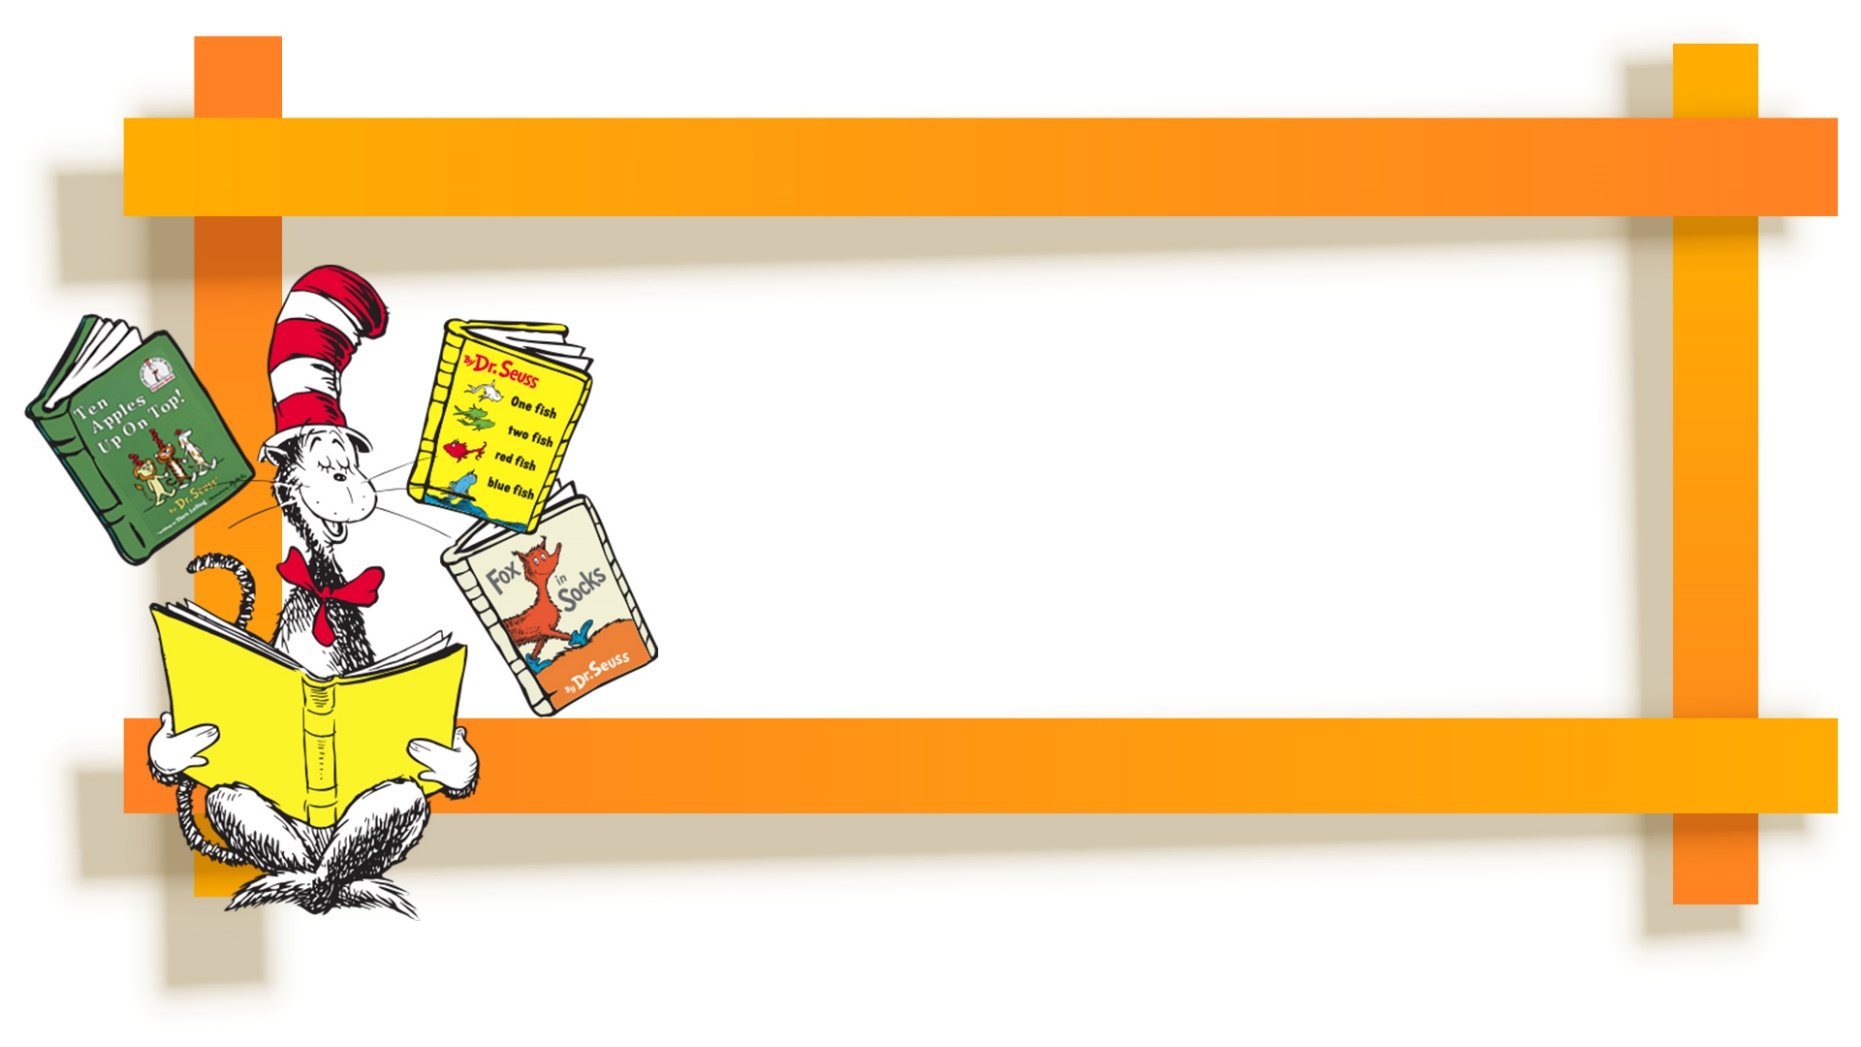 Ten
Apples
Up On Top!
by Dr. Seuss
By Dr. Seuss
One fish
two fish
red fish
blue fish
Fox
in
Socks
By Dr. Seuss